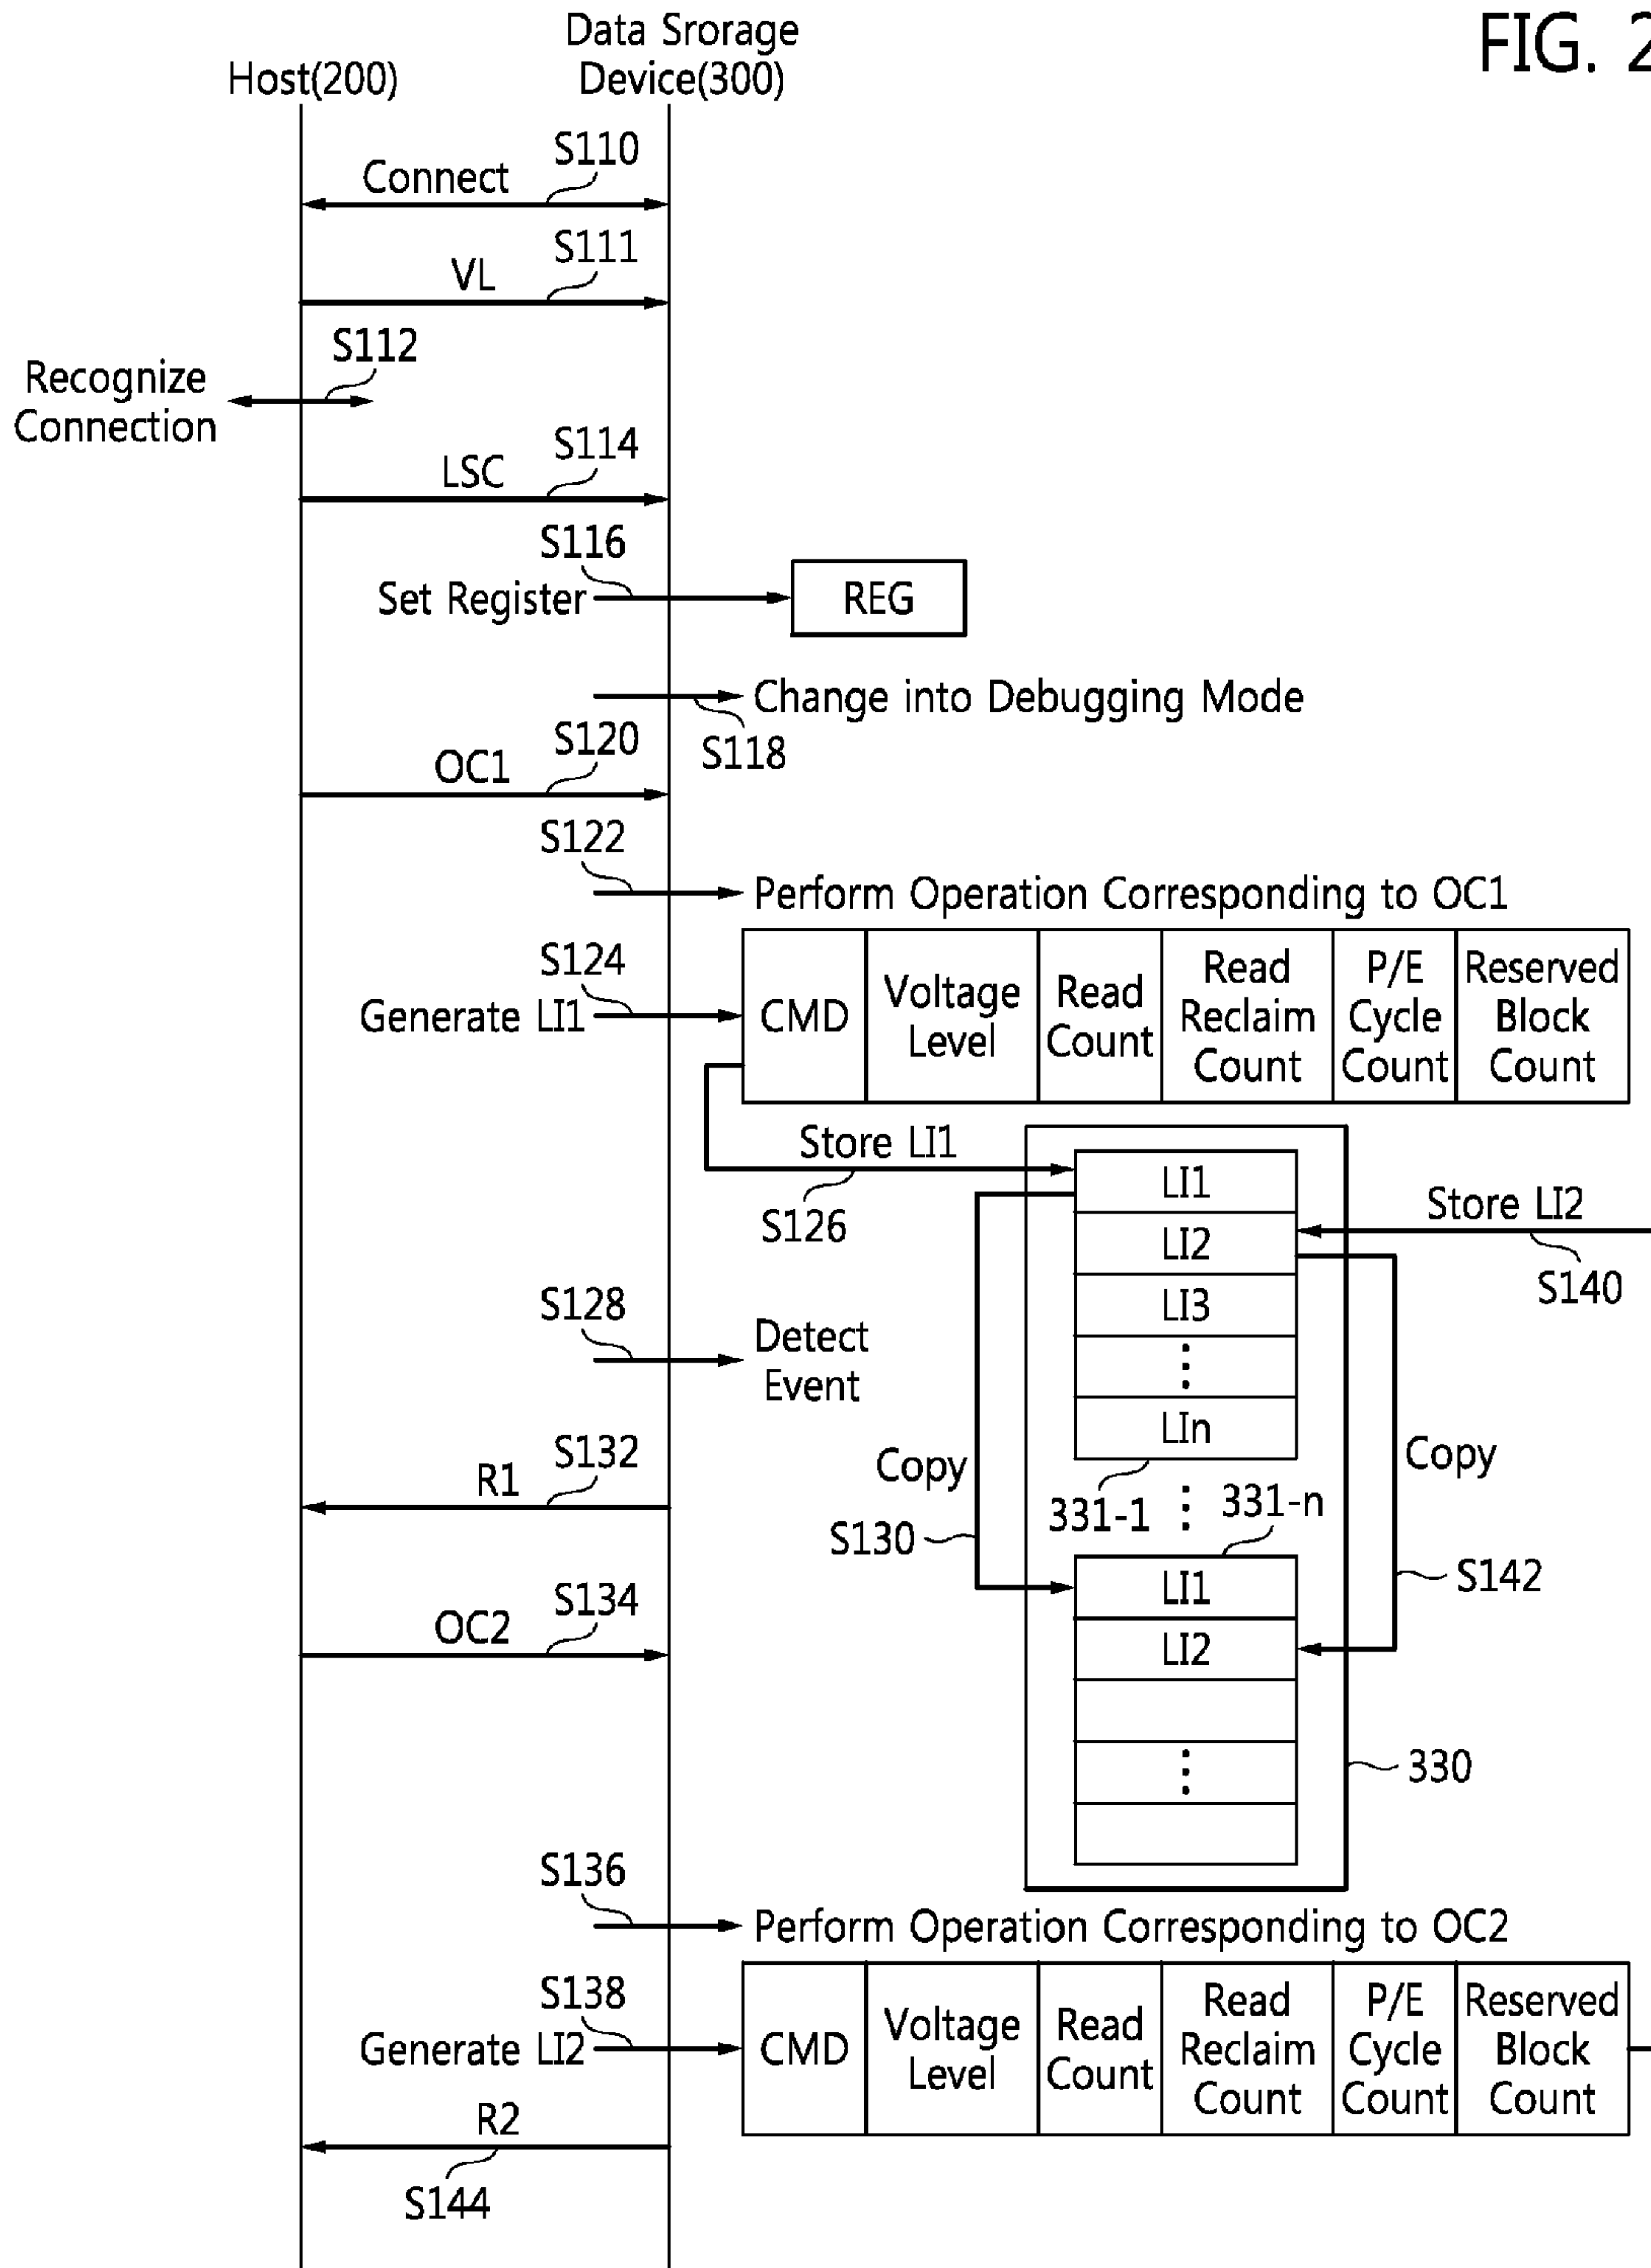 FIG. 2
Data Srorage
Host(200)
Device(300)
S110
Connect
S111
VL
S112
Recognize
Connection
S114
LSC
S116
Set Register
REG
Change into Debugging Mode
S118
S120
OC1
S122
Perform Operation Corresponding to OC1
S124
Generate LI1
CMD
Voltage
Level
Read
Count
Read
Reclaim
Count
P/E
Cycle
Count
Reserved
Block
Count
Store LI1
S126
LI1
LI2
LI3
LIn
Store LI2
S140
S128
Detect
Event
Copy
S130
331-1
331-n
Copy
S142
S132
R1
S134
OC2
LI1
LI2
330
S136
Perform Operation Corresponding to OC2
S138
Generate LI2
CMD
Voltage
Level
Read
Count
Read
Reclaim
Count
P/E
Cycle
Count
Reserved
Block
Count
R2
S144